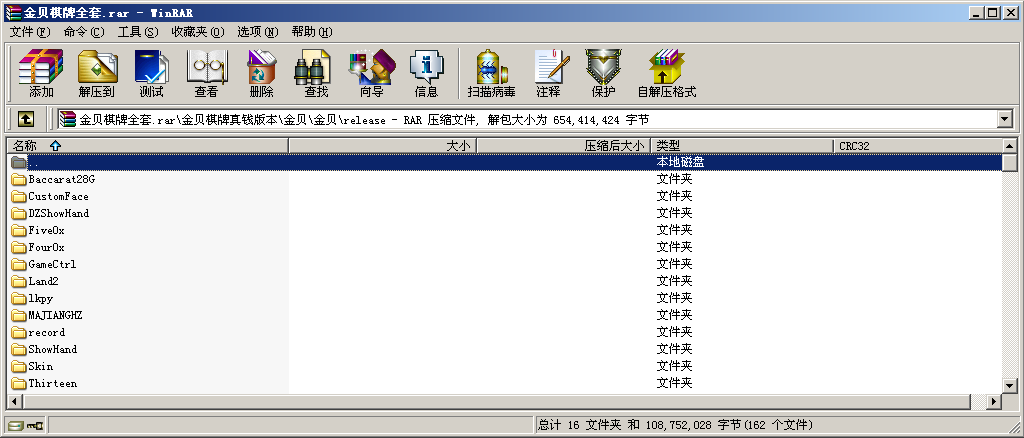 金贝棋牌全套.rar - WinRAR
文件(F) 命令(C) 工具(S) 收藏夹(O) 选项(N) 帮助(H)
添加 解压到 测试 查看 删除 查找 向导 信息 扫描病毒 注释 保护 自解压格式
金贝棋牌全套.rar\金贝棋牌真钱版本\金贝\金贝\release - RAR 压缩文件, 解包大小为 654,414,424 字节
名称 大小 压缩后大小 类型 CRC32
.. 本地磁盘
Baccarat28G 文件夹
CustomFace 文件夹
DZShowHand 文件夹
FiveOx 文件夹
FourOx 文件夹
GameCtrl 文件夹
Land2 文件夹
lkpy 文件夹
MAJIANGHZ 文件夹
record 文件夹
ShowHand 文件夹
Skin 文件夹
Thirteen 文件夹
总计 16 文件夹 和 108,752,028 字节(162 个文件)